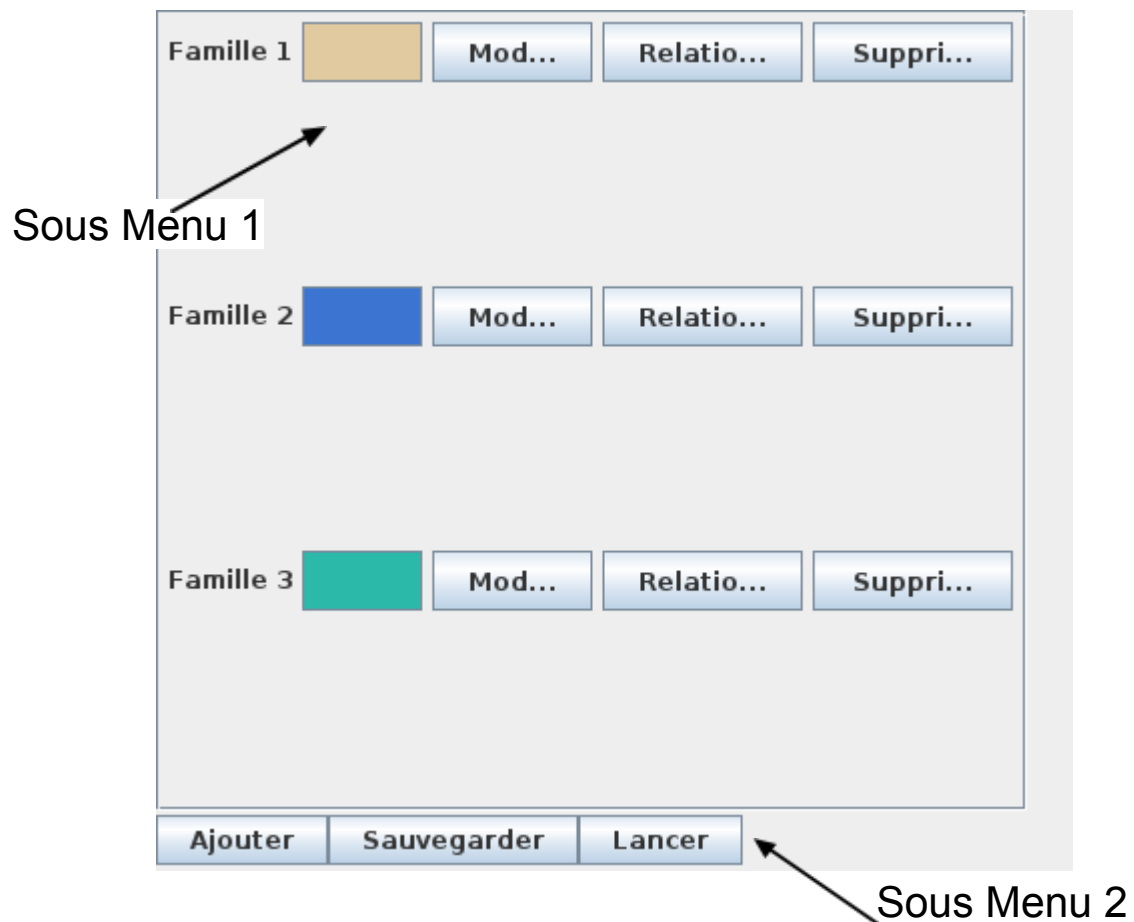 Famille 1 Mod... Relatio... Suppri...
Sous Menu 1
Famille 2 Mod... Relatio... Suppri...
Famille 3 Mod... Relatio... Suppri...
Ajouter Sauvegarder Lancer
Sous Menu 2